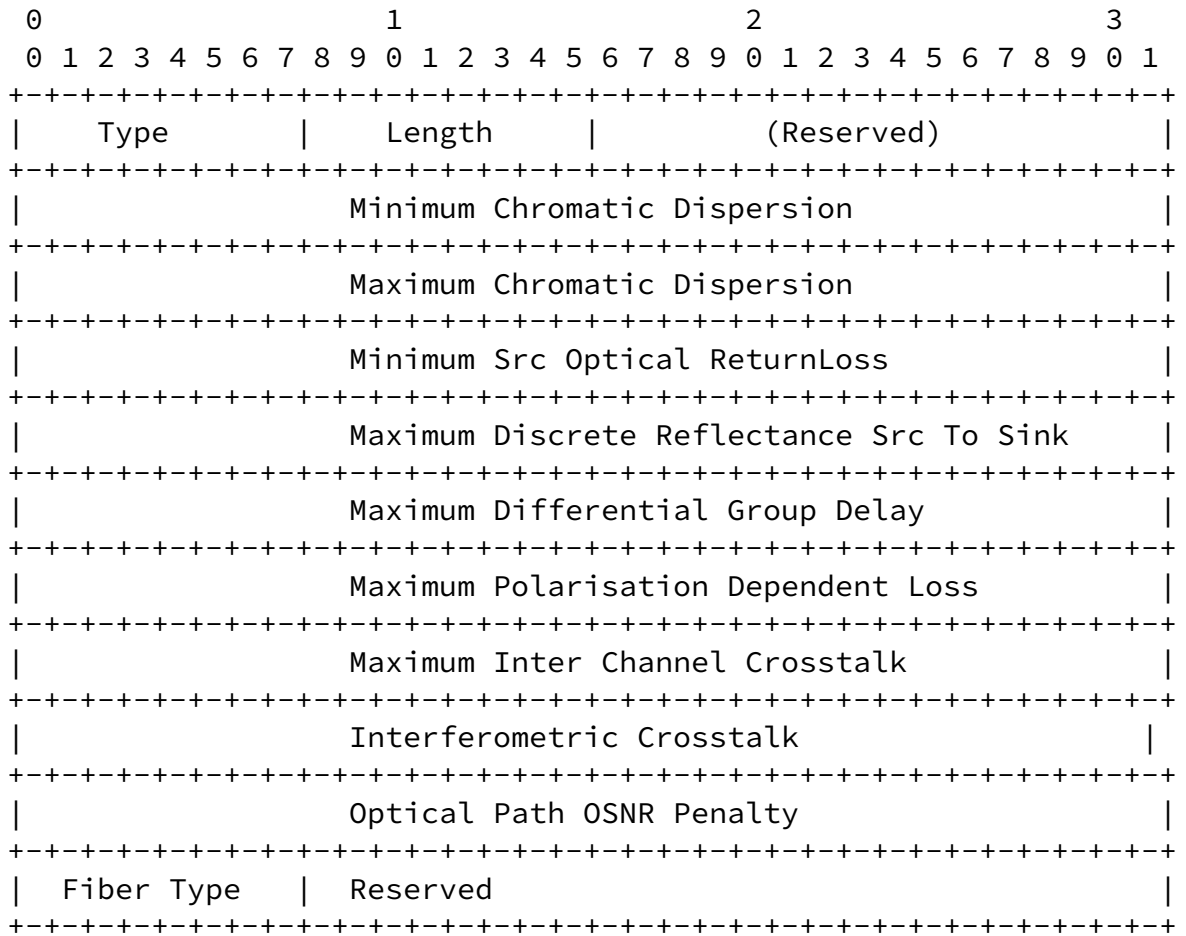 0                   1                   2                   3
0 1 2 3 4 5 6 7 8 9 0 1 2 3 4 5 6 7 8 9 0 1 2 3 4 5 6 7 8 9 0 1
+-+-+-+-+-+-+-+-+-+-+-+-+-+-+-+-+-+-+-+-+-+-+-+-+-+-+-+-+-+-+-+-+
|    Type       |    Length     |         (Reserved)            |
+-+-+-+-+-+-+-+-+-+-+-+-+-+-+-+-+-+-+-+-+-+-+-+-+-+-+-+-+-+-+-+-+
|                  Minimum Chromatic Dispersion                 |
+-+-+-+-+-+-+-+-+-+-+-+-+-+-+-+-+-+-+-+-+-+-+-+-+-+-+-+-+-+-+-+-+
|                  Maximum Chromatic Dispersion                 |
+-+-+-+-+-+-+-+-+-+-+-+-+-+-+-+-+-+-+-+-+-+-+-+-+-+-+-+-+-+-+-+-+
|                  Minimum Src Optical ReturnLoss               |
+-+-+-+-+-+-+-+-+-+-+-+-+-+-+-+-+-+-+-+-+-+-+-+-+-+-+-+-+-+-+-+-+
|                  Maximum Discrete Reflectance Src To Sink     |
+-+-+-+-+-+-+-+-+-+-+-+-+-+-+-+-+-+-+-+-+-+-+-+-+-+-+-+-+-+-+-+-+
|                  Maximum Differential Group Delay             |
+-+-+-+-+-+-+-+-+-+-+-+-+-+-+-+-+-+-+-+-+-+-+-+-+-+-+-+-+-+-+-+-+
|                  Maximum Polarisation Dependent Loss          |
+-+-+-+-+-+-+-+-+-+-+-+-+-+-+-+-+-+-+-+-+-+-+-+-+-+-+-+-+-+-+-+-+
|                  Maximum Inter Channel Crosstalk              |
+-+-+-+-+-+-+-+-+-+-+-+-+-+-+-+-+-+-+-+-+-+-+-+-+-+-+-+-+-+-+-+-+
|                  Interferometric Crosstalk                   |
+-+-+-+-+-+-+-+-+-+-+-+-+-+-+-+-+-+-+-+-+-+-+-+-+-+-+-+-+-+-+-+-+
|                  Optical Path OSNR Penalty                    |
+-+-+-+-+-+-+-+-+-+-+-+-+-+-+-+-+-+-+-+-+-+-+-+-+-+-+-+-+-+-+-+-+
|  Fiber Type   |  Reserved                                     |
+-+-+-+-+-+-+-+-+-+-+-+-+-+-+-+-+-+-+-+-+-+-+-+-+-+-+-+-+-+-+-+-+